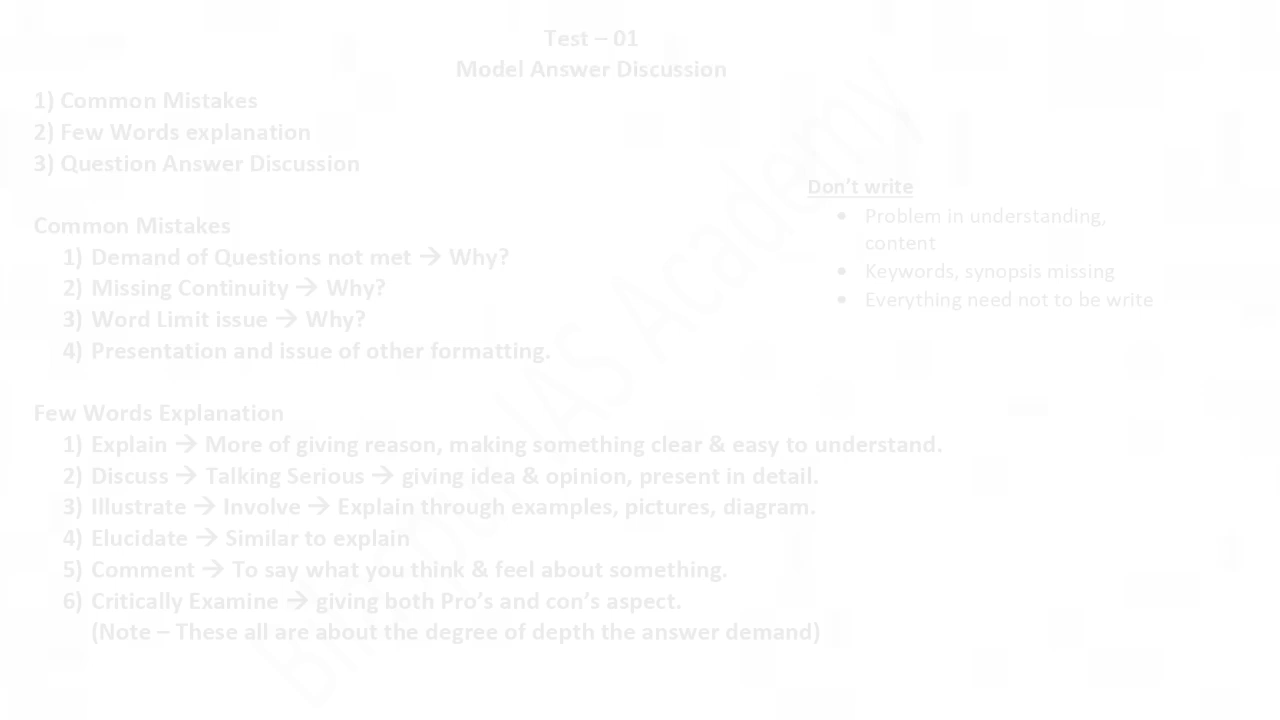 Test – 01
Model Answer Discussion
1) Common Mistakes
2) Few Words explanation
3) Question Answer Discussion
Don't write
• Problem in understanding,
content
• Keywords, synopsis missing
• Everything need not to be write
Common Mistakes
1) Demand of Questions not met → Why?
2) Missing Continuity → Why?
3) Word Limit issue → Why?
4) Presentation and issue of other formatting.
Few Words Explanation
1) Explain → More of giving reason, making something clear & easy to understand.
2) Discuss → Talking Serious → giving idea & opinion, present in detail.
3) Illustrate → Involve → Explain through examples, pictures, diagram.
4) Elucidate → Similar to explain
5) Comment → To say what you think & feel about something.
6) Critically Examine → giving both Pro's and con's aspect.
(Note – These all are about the degree of depth the answer demand)
IAS Academy